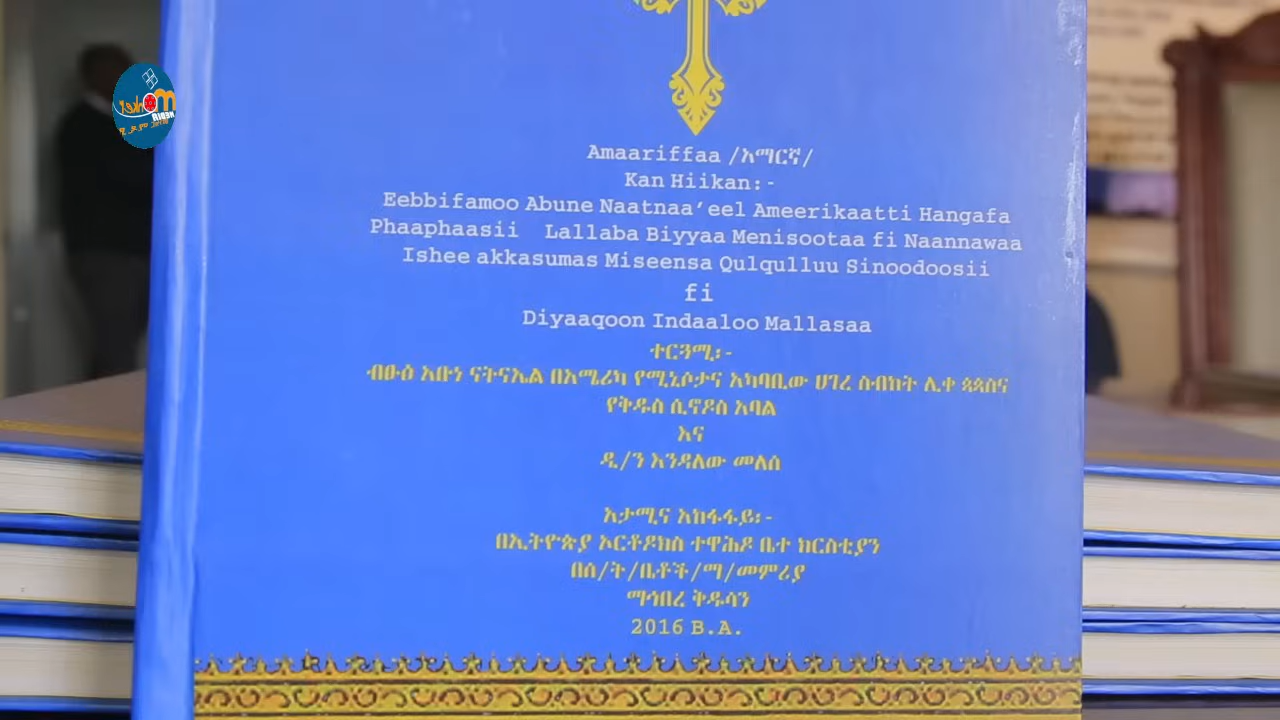 Amaariffaa /አማርኛ/
Kan Hiikan:-
Eebbifamoo Abune Naatnaa'eel Ameerikaatti Hangafa
Phaaphaasii Lallaba Biyyaa Menisootaa fi Naannawaa
Ishee akkasumas Miseensa Qulqulluu Sinoodoosii
fi
Diyaaqoon Indaaloo Mallasaa
ተርጓሚ፡-
ብፁዕ አቡነ ናትናኤል በአሜሪካ የሚኒሶታና አካባቢው ሀገረ ስብከት ሊቀ ጳጳስና
የቅዱስ ሲኖዶስ አባል
እና
ዲ/ን እንዳለው መለሰ
አታሚና አከፋፋይ፡-
በኢትዮጵያ ኦርቶዶክስ ተዋሕዶ ቤተ ክርስቲያን
በሰ/ት/ቤቶች/ማ/መምሪያ
ማኅበረ ቅዱሳን
2016 B.A.